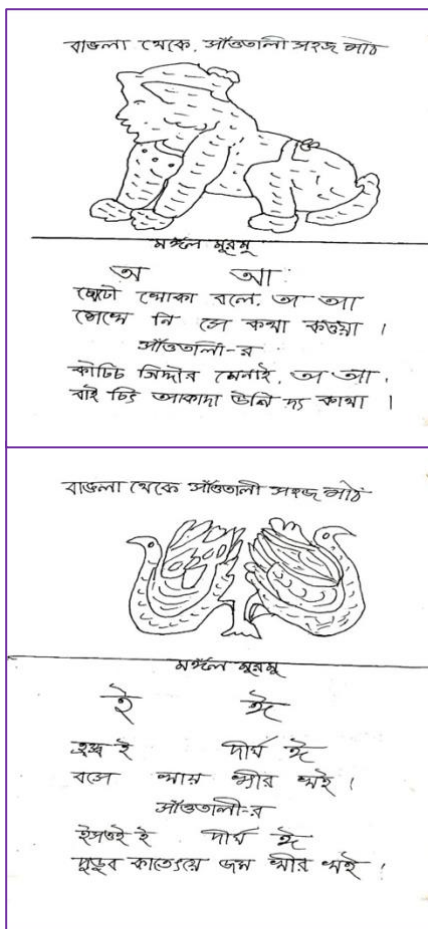 বাঙলা থেকে, সাঁওতালী সহজ পাঠ
মঙ্গল মুরমু
অ আ
ছোটো খোকা বলে, অ আ
শেখে নি সে কথা কওয়া ।
সাঁওতালী-র
কাটিচ গিদীর মেনাই, অ আ,
বাই চিৎ আকাদা উনি দ্য কাথা ।
বাঙলা থেকে সাঁওতালী সহজ পাঠ
মঙ্গল মুরমু
ই ঈ
হ্রস্ব ই দীর্ঘ ঈ
বসে খায় ক্ষীর খই ।
সাঁওতালী-র
ই দীর্ঘ ঈ
কাতেয়ে জম ক্ষীর খই ।